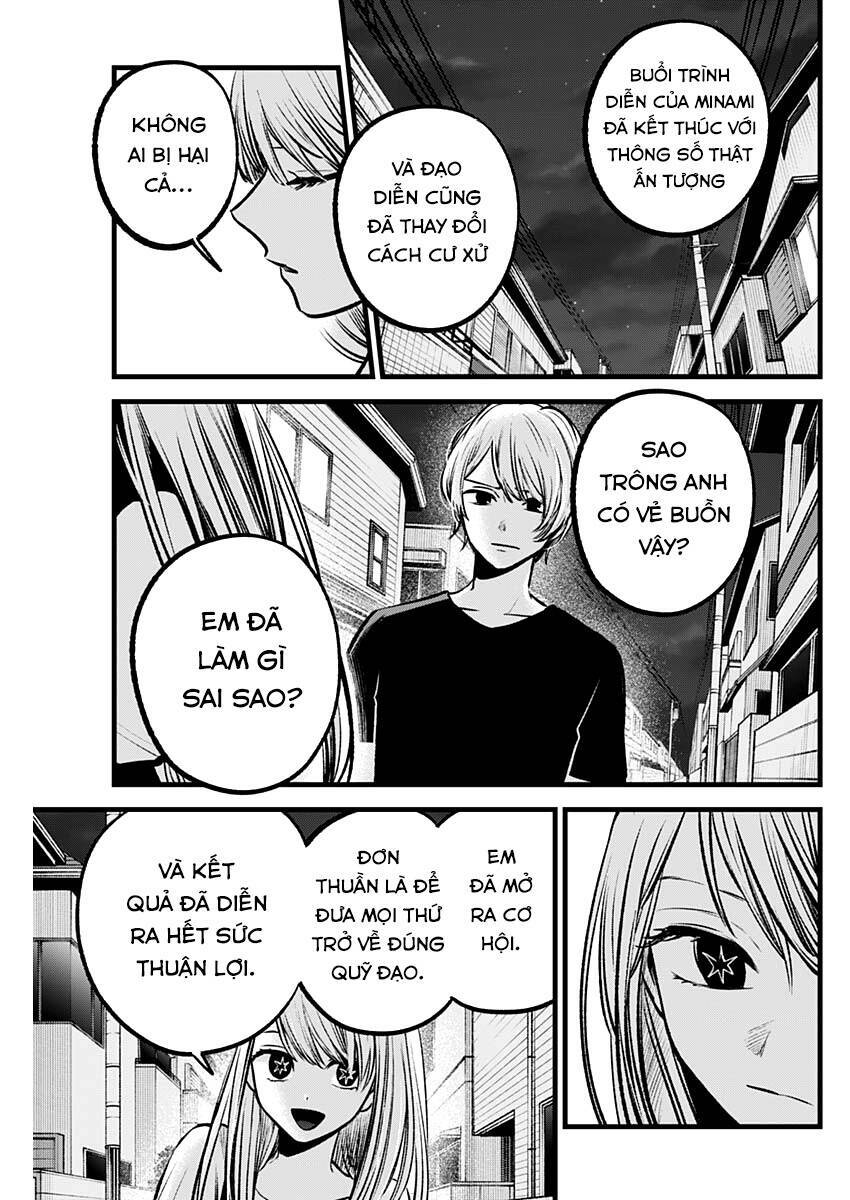 BUỔI TRÌNH
DIỄN CỦA MINAMI
ĐÃ KẾT THÚC VỚI
THÔNG SỐ THẬT
ẤN TƯỢNG
VÀ ĐẠO
DIỄN CŨNG
ĐÃ THAY ĐỔI
CÁCH CƯ XỬ
KHÔNG
AI BỊ HẠI
CẢ...
SAO
TRÔNG ANH
CÓ VẺ BUỒN
VẬY?
EM ĐÃ
LÀM GÌ
SAI SAO?
EM
ĐÃ MỞ
RA CƠ
HỘI.
ĐƠN
THUẦN LÀ ĐỂ
ĐƯA MỌI THỨ
TRỞ VỀ ĐÚNG
QUỸ ĐẠO.
VÀ KẾT
QUẢ ĐÃ DIỄN
RA HẾT SỨC
THUẬN LỢI.